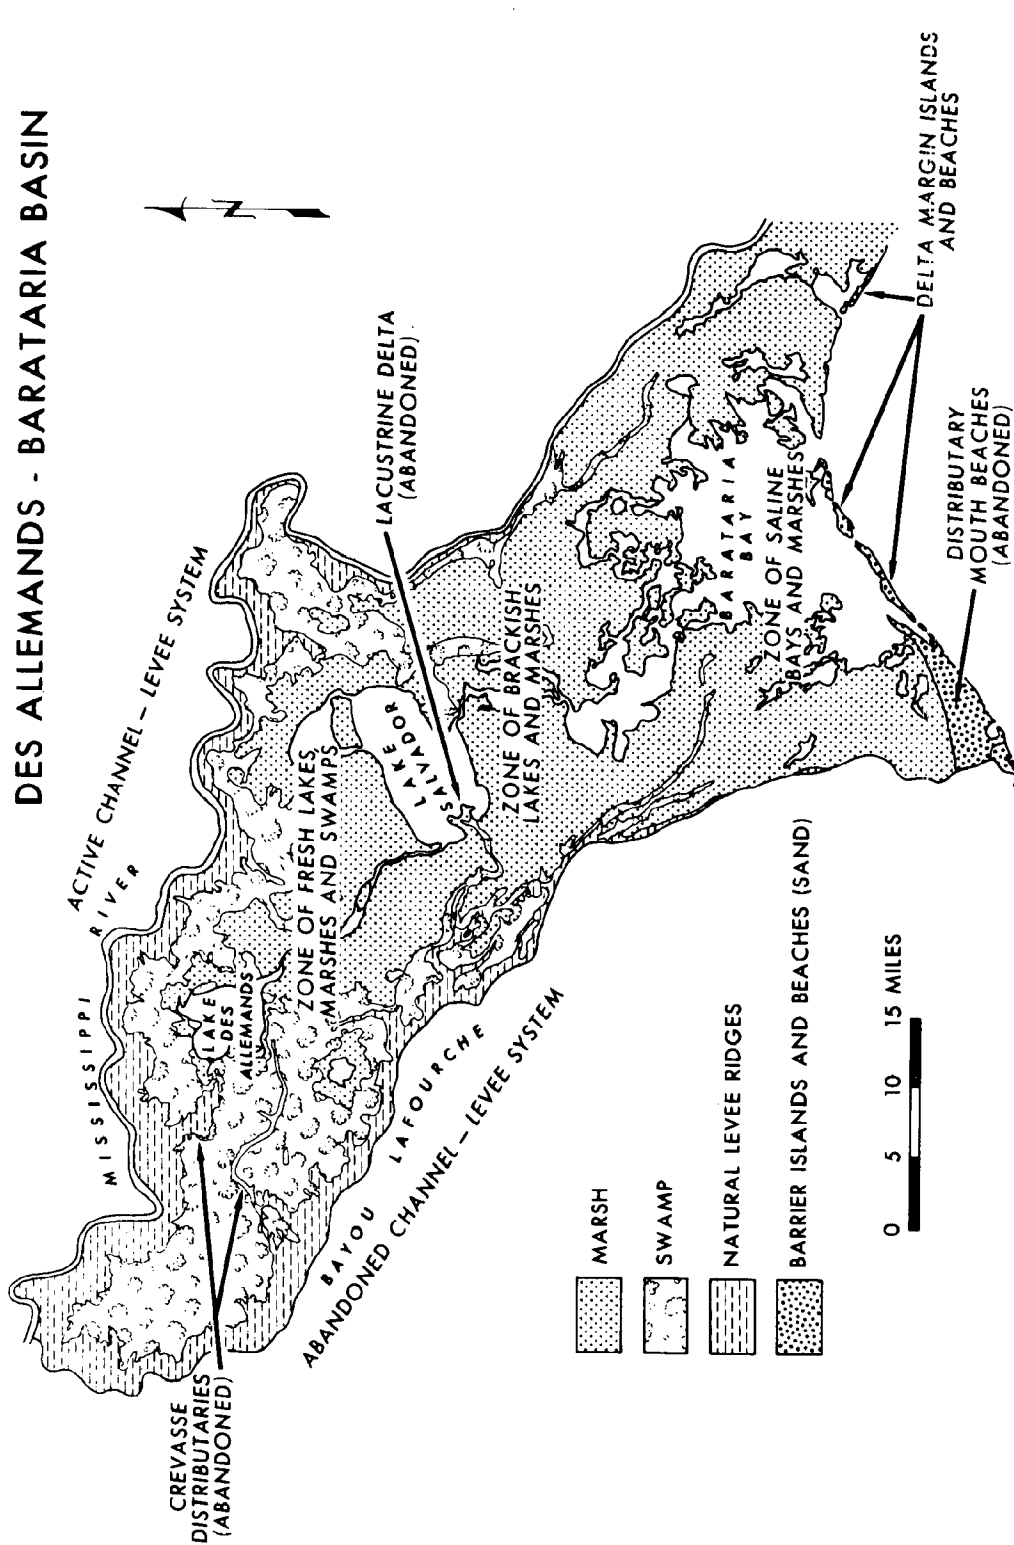 DES ALLEMANDS - BARATARIA BASIN
N
ACTIVE CHANNEL – LEVEE SYSTEM
MISSISSIPPI
RIVER
CREVASSE
DISTRIBUTARIES
(ABANDONED)
LAKE
DES
ALLEMANDS
ZONE OF FRESH LAKES,
MARSHES AND SWAMPS
LAKE
SALVADOR
LACUSTRINE DELTA
(ABANDONED)
BAYOU LAFOURCHE
ABANDONED CHANNEL – LEVEE SYSTEM
ZONE OF BRACKISH
LAKES AND MARSHES
BARATARIA
BAY
ZONE OF SALINE
BAYS AND MARSHES
DELTA MARGIN ISLANDS
AND BEACHES
DISTRIBUTARY
MOUTH BEACHES
(ABANDONED)
MARSH
SWAMP
NATURAL LEVEE RIDGES
BARRIER ISLANDS AND BEACHES (SAND)
0 5 10 15 MILES